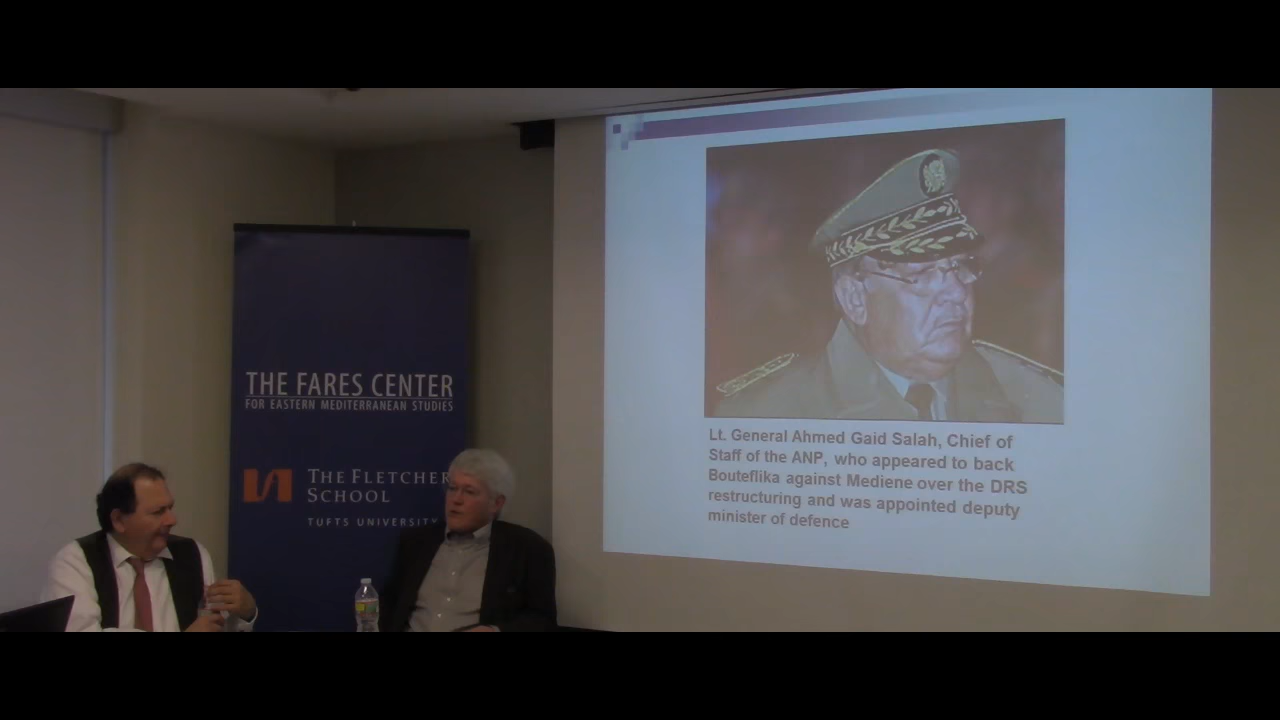 THE FARES CENTER
FOR EASTERN MEDITERRANEAN STUDIES
THE FLETCHER
SCHOOL
TUFTS UNIVERSITY
Lt. General Ahmed Gaid Salah, Chief of
Staff of the ANP, who appeared to back
Bouteflika against Mediene over the DRS
restructuring and was appointed deputy
minister of defence